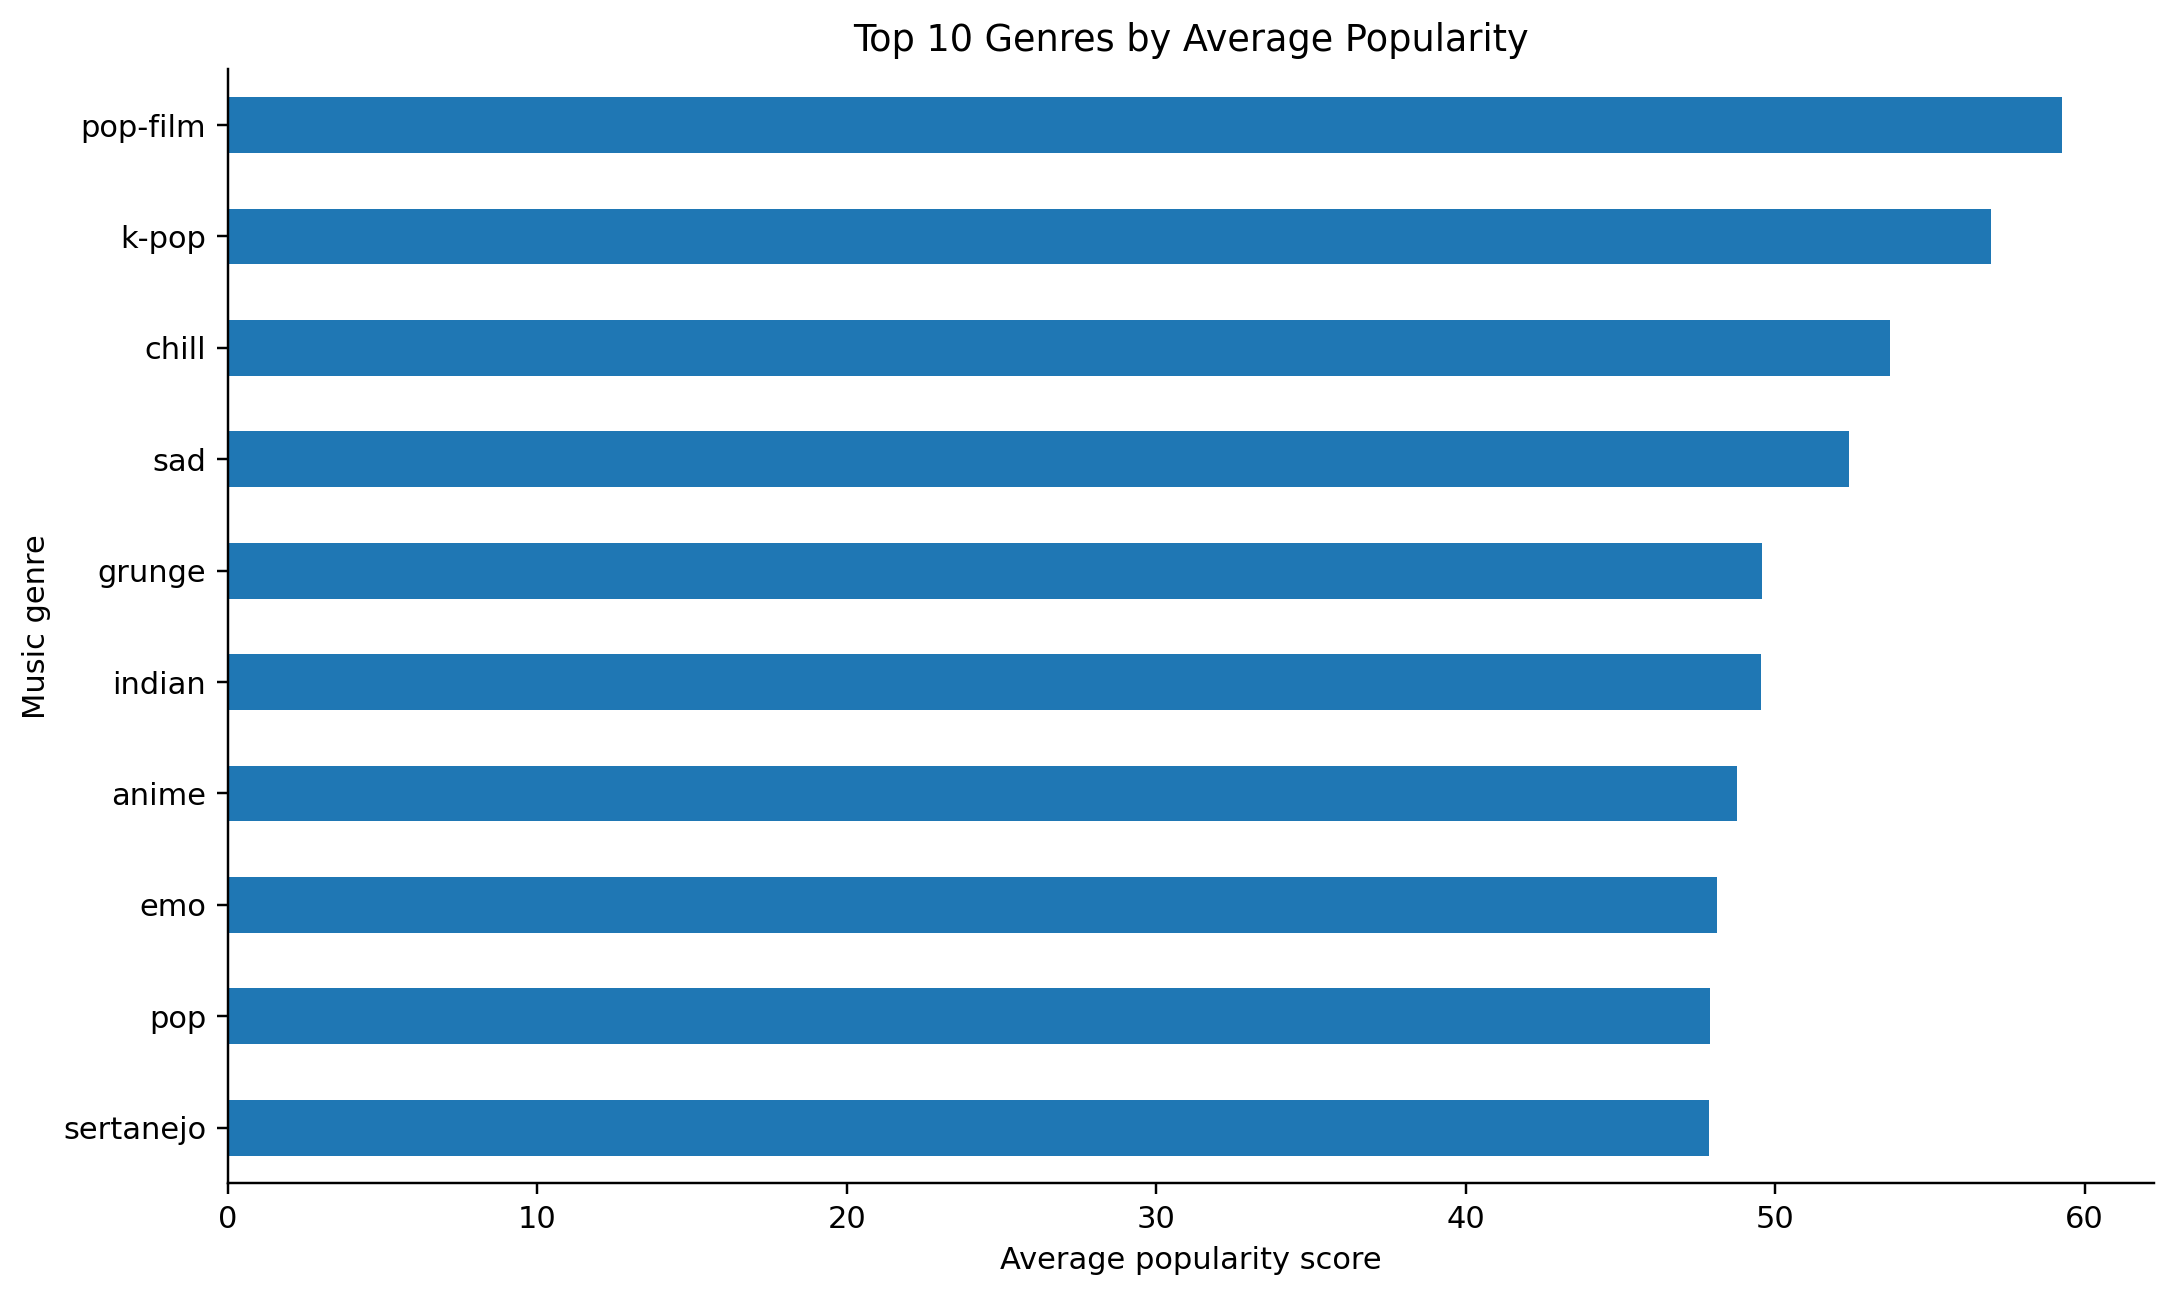 Top 10 Genres by Average Popularity
Music genre
pop-film
k-pop
chill
sad
grunge
indian
anime
emo
pop
sertanejo
0 10 20 30 40 50 60
Average popularity score